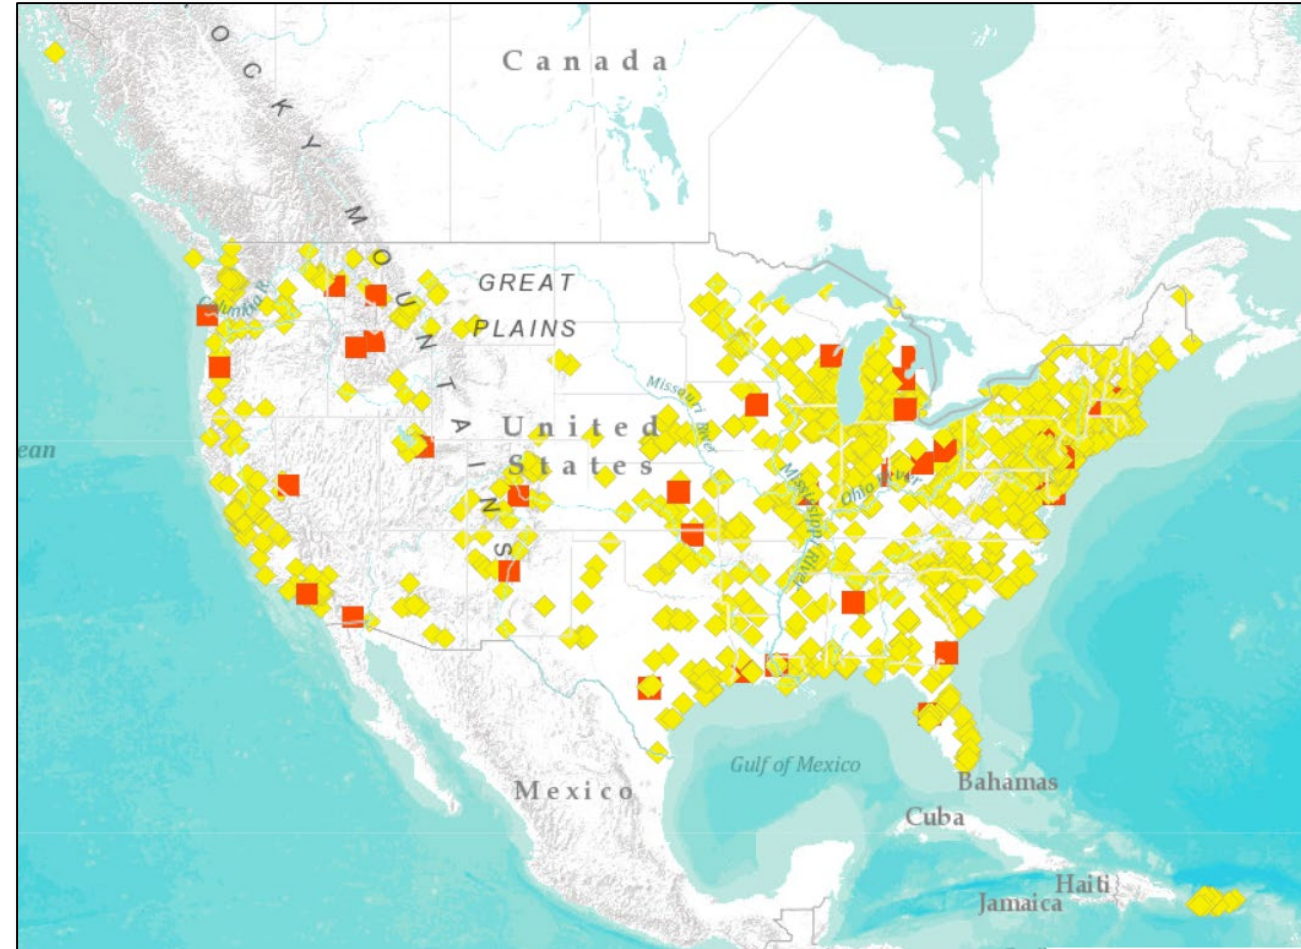 Canada
ROCKY MOUNTAINS
GREAT
PLAINS
Columbia R.
Missouri River
United
States
ean
Mississippi River
Ohio River
Gulf of Mexico
Mexico
Bahamas
Cuba
Haiti
Jamaica